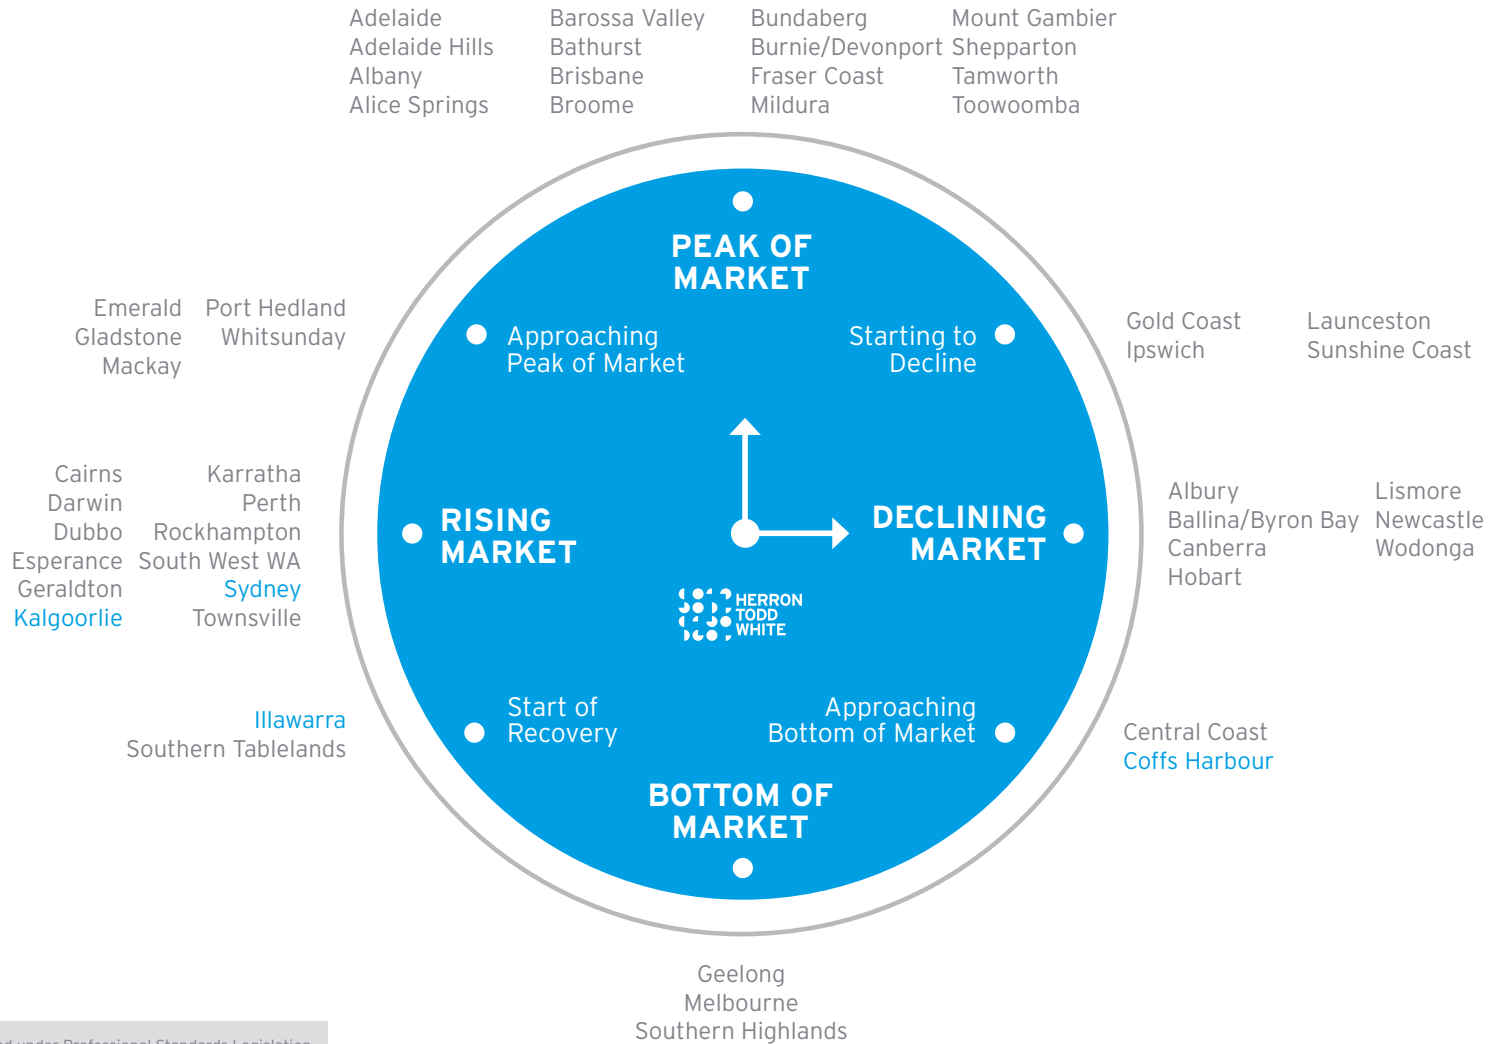 Adelaide Barossa Valley Bundaberg Mount Gambier
Adelaide Hills Bathurst Burnie/Devonport Shepparton
Albany Brisbane Fraser Coast Tamworth
Alice Springs Broome Mildura Toowoomba
PEAK OF
MARKET
Emerald Port Hedland
Gladstone Whitsunday
Mackay
Approaching
Peak of Market
Starting to
Decline
Gold Coast Launceston
Ipswich Sunshine Coast
Cairns Karratha
Darwin Perth
Dubbo Rockhampton
Esperance South West WA
Geraldton Sydney
Kalgoorlie Townsville
RISING
MARKET
DECLINING
MARKET
Albury Lismore
Ballina/Byron Bay Newcastle
Canberra Wodonga
Hobart
HERRON
TODD
WHITE
Illawarra
Southern Tablelands
Start of
Recovery
Approaching
Bottom of Market
Central Coast
Coffs Harbour
BOTTOM OF
MARKET
Geelong
Melbourne
Southern Highlands
under Professional Standards Legislation